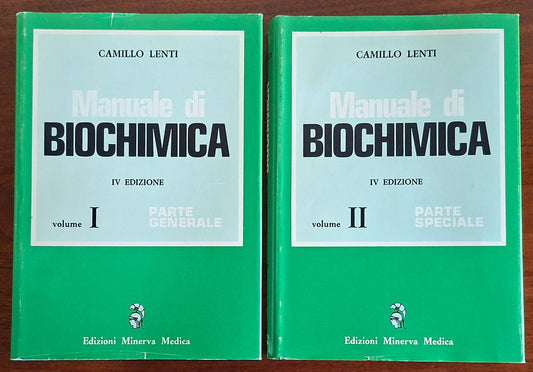 CAMILLO LENTI
Manuale di
BIOCHIMICA
IV EDIZIONE
volume I
PARTE
GENERALE
Edizioni Minerva Medica
CAMILLO LENTI
Manuale di
BIOCHIMICA
IV EDIZIONE
volume II
PARTE
SPECIALE
Edizioni Minerva Medica